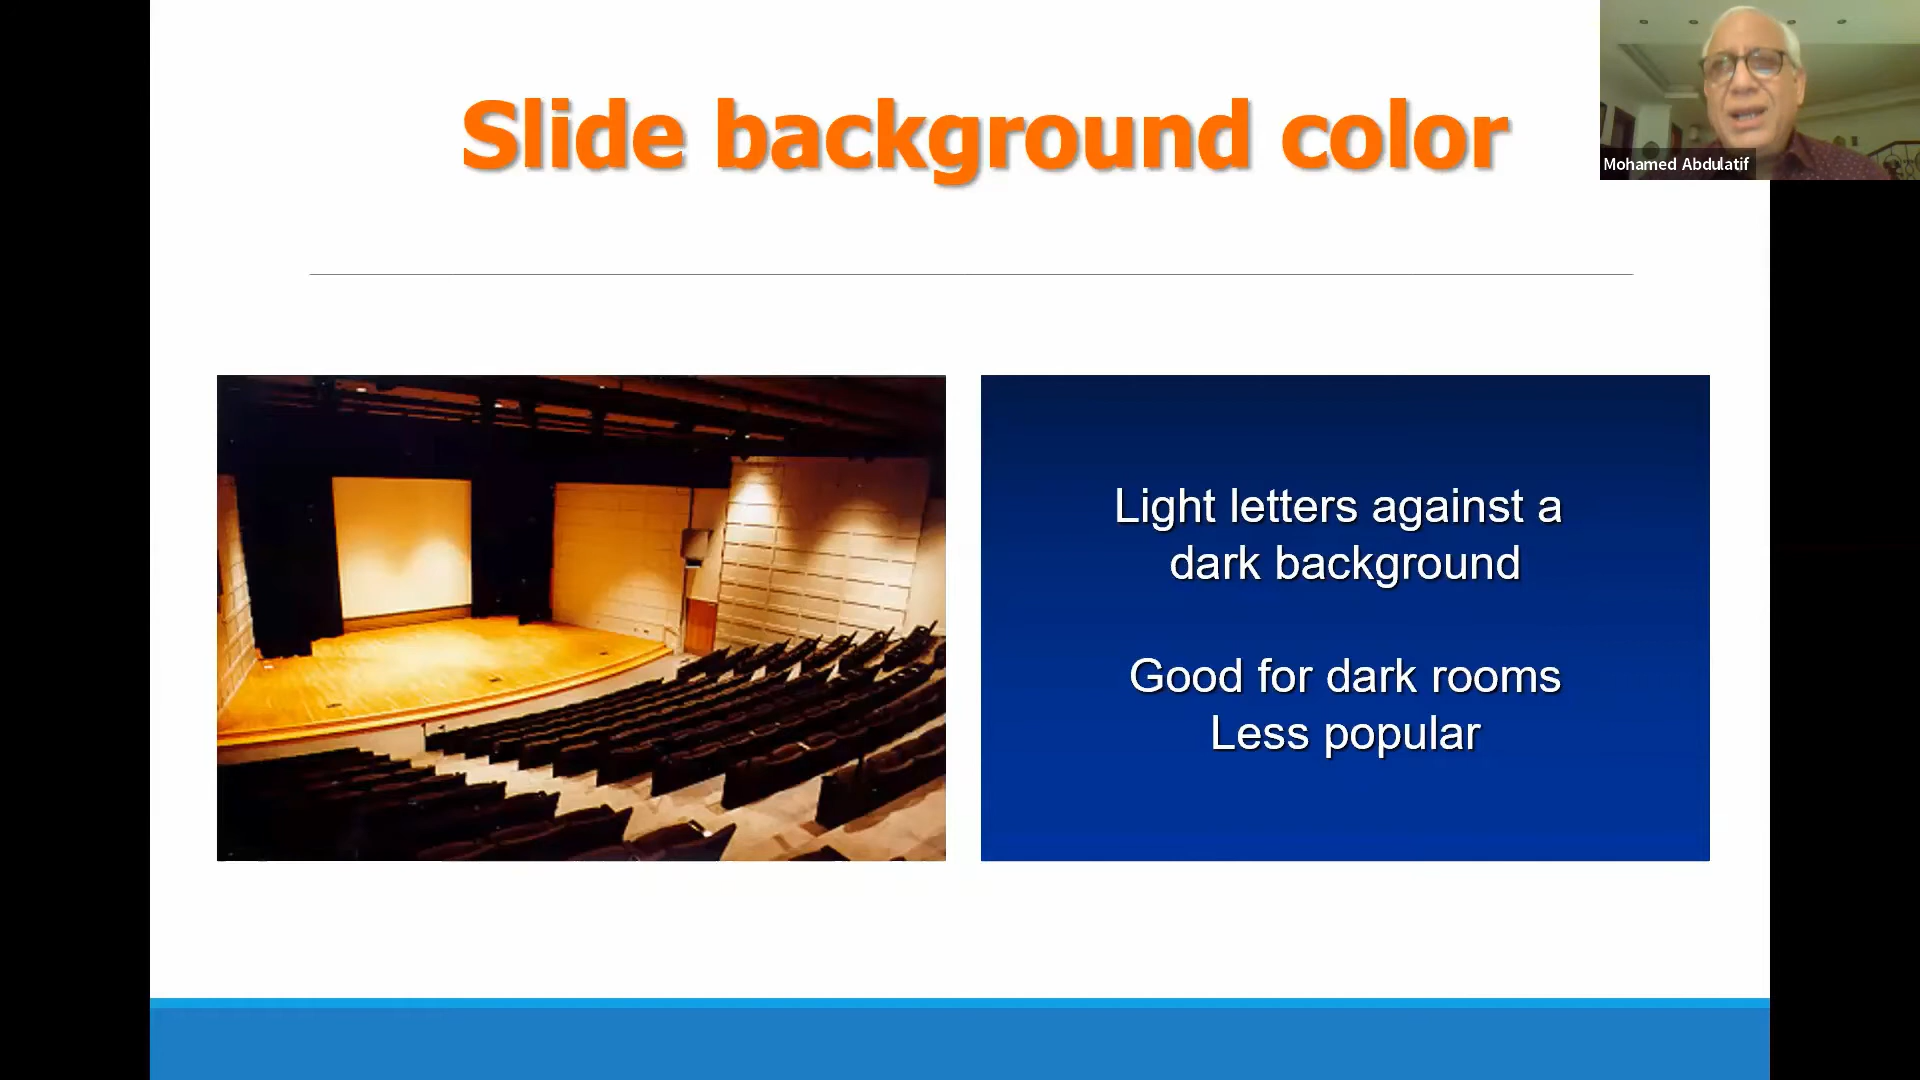 Slide background color
Mohamed Abdulatif
Light letters against a
dark background
Good for dark rooms
Less popular